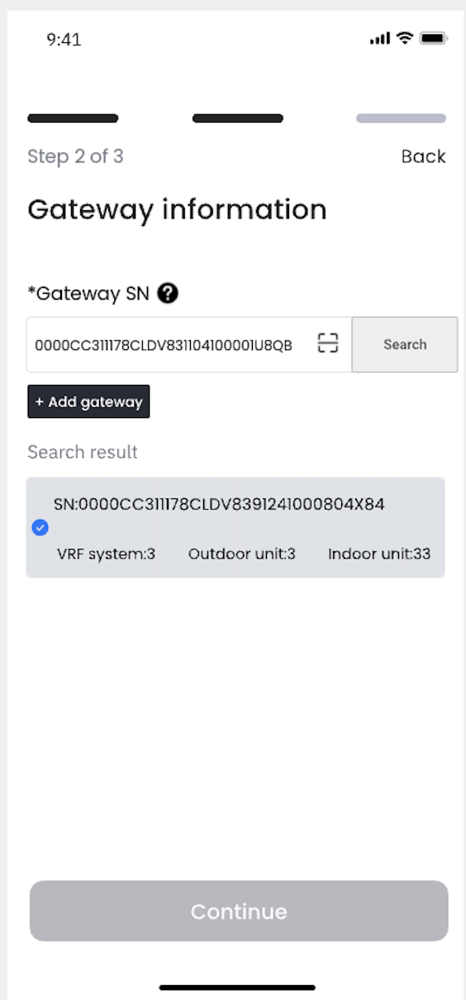 9:41
Step 2 of 3
Back
Gateway information
*Gateway SN ?
0000CC311178CLDV831104100001U8QB
Search
+ Add gateway
Search result
SN:0000CC311178CLDV8391241000804X84
VRF system:3 Outdoor unit:3 Indoor unit:33
Continue